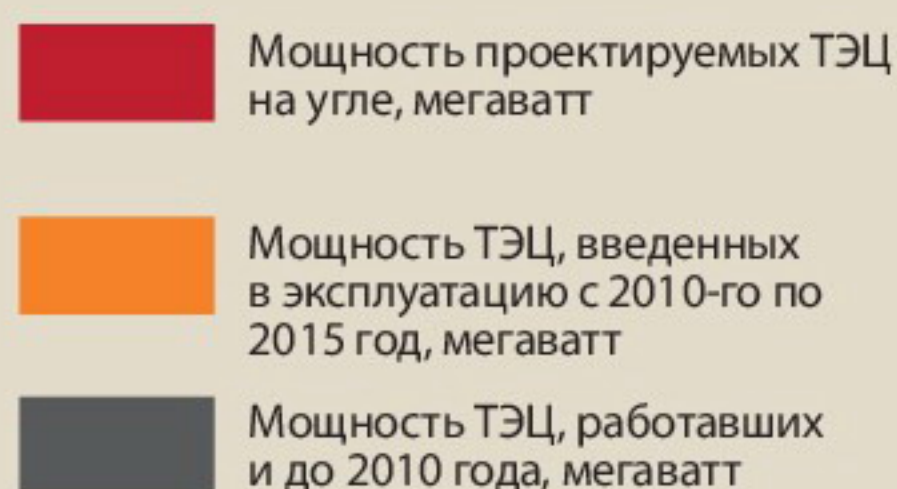 Мощность проектируемых ТЭЦ
на угле, мегаватт
Мощность ТЭЦ, введенных
в эксплуатацию с 2010-го по
2015 год, мегаватт
Мощность ТЭЦ, работавших
и до 2010 года, мегаватт